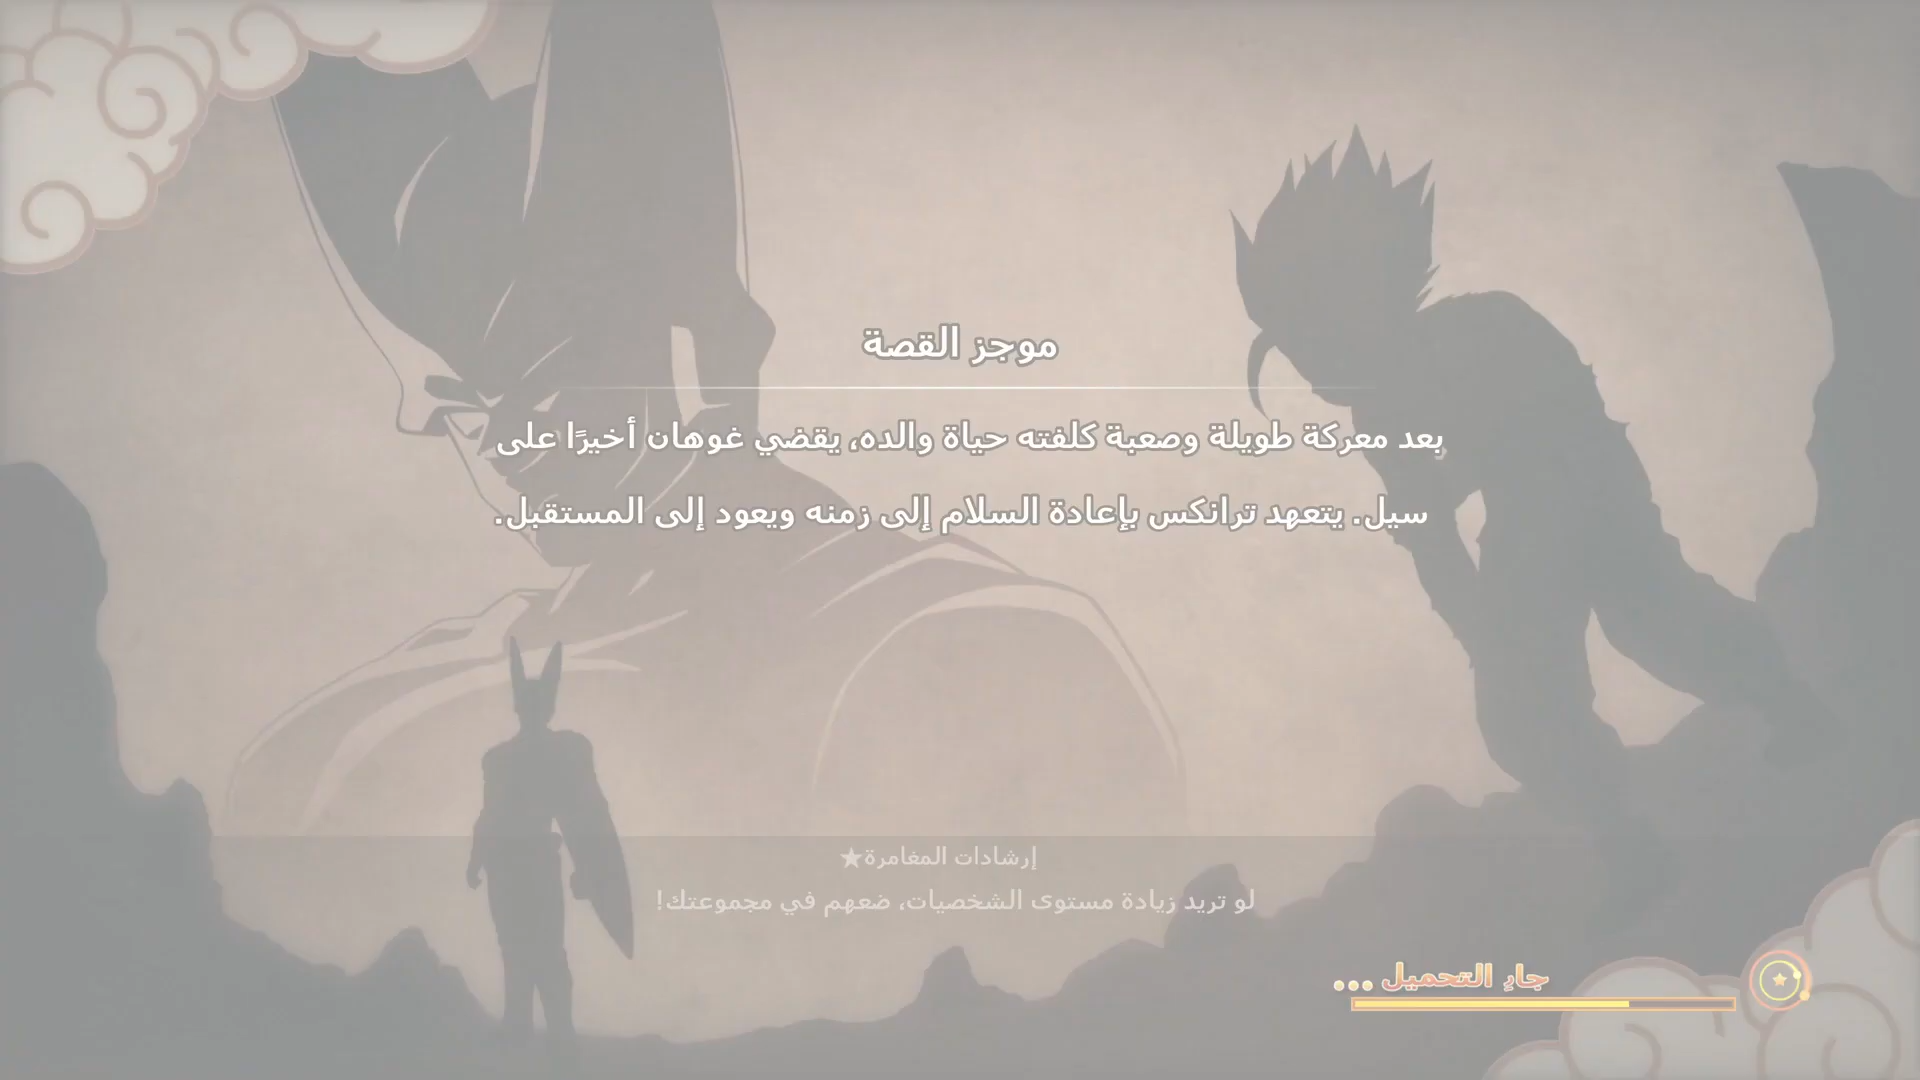 موجز القصة
بعد معركة طويلة وصعبة كلفته حياة والده، يقضي غوهان أخيرًا على
سيل. يتعهد ترانكس بإعادة السلام إلى زمنه ويعود إلى المستقبل.
إرشادات المغامرة★
لو تريد زيادة مستوى الشخصيات، ضعهم في مجموعتك!
جارِ التحميل ...